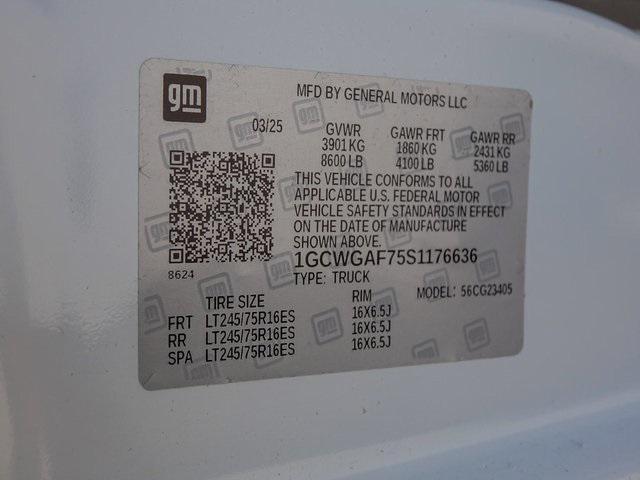 gm
MFD BY GENERAL MOTORS LLC
03/25 GVWR GAWR FRT GAWR RR
3901 KG 1860 KG 2431 KG
8600 LB 4100 LB 5360 LB
THIS VEHICLE CONFORMS TO ALL
APPLICABLE U.S. FEDERAL MOTOR
VEHICLE SAFETY STANDARDS IN EFFECT
ON THE DATE OF MANUFACTURE
SHOWN ABOVE.
8624
1GCWGAF75S1176636
TYPE: TRUCK
MODEL: 56CG23405
TIRE SIZE RIM
FRT LT245/75R16ES 16X6.5J
RR LT245/75R16ES 16X6.5J
SPA LT245/75R16ES 16X6.5J